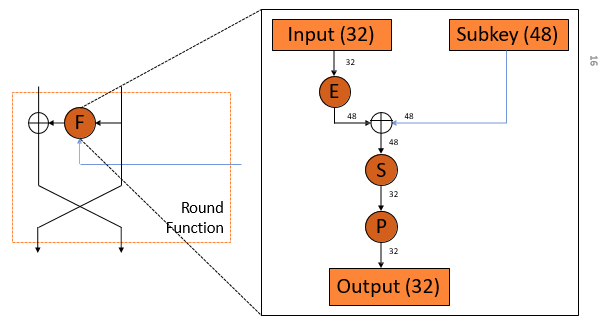 Input (32)
Subkey (48)
16
32
E
48
48
F
48
S
32
Round
Function
P
32
Output (32)